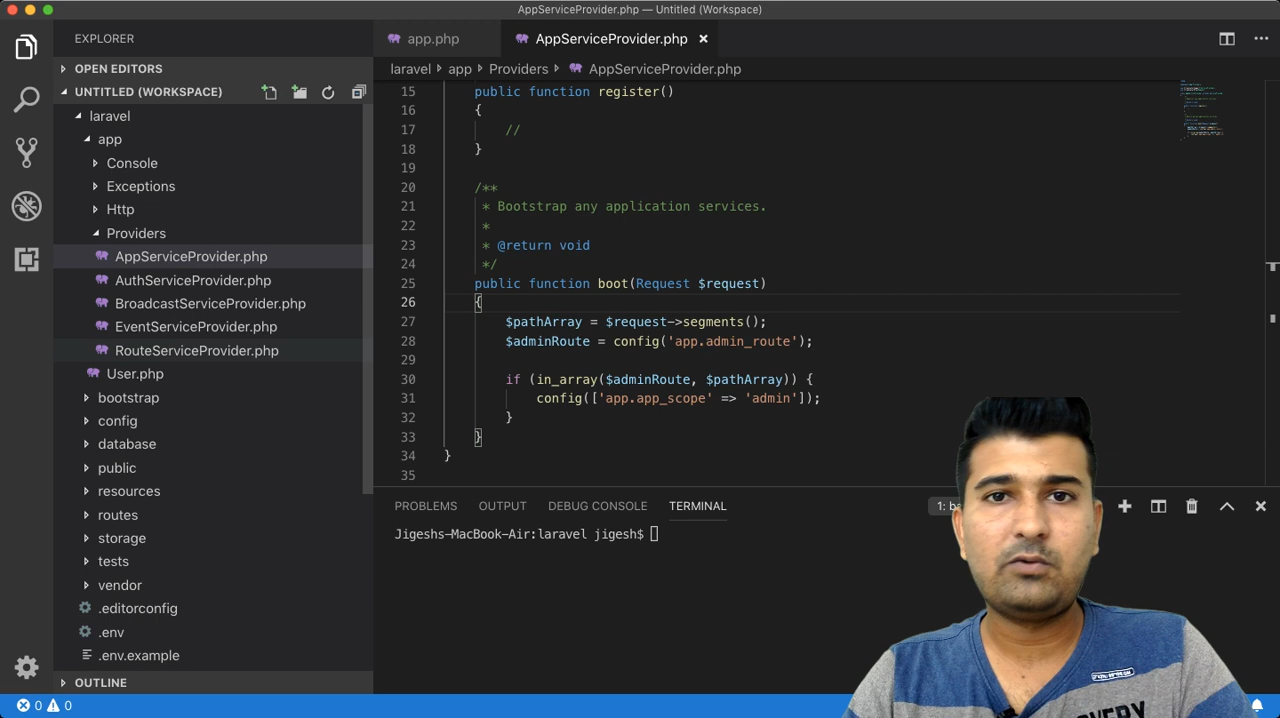 AppServiceProvider.php — Untitled (Workspace)
EXPLORER
OPEN EDITORS
UNTITLED (WORKSPACE)
laravel
app
Console
Exceptions
Http
Providers
AppServiceProvider.php
AuthServiceProvider.php
BroadcastServiceProvider.php
EventServiceProvider.php
RouteServiceProvider.php
User.php
bootstrap
config
database
public
resources
routes
storage
tests
vendor
.editorconfig
.env
.env.example
OUTLINE
0 0
app.php AppServiceProvider.php
laravel app Providers AppServiceProvider.php
15 public function register()
16 {
17 //
18 }
19
20 /**
21 * Bootstrap any application services.
22 *
23 * @return void
24 */
25 public function boot(Request $request)
26 {
27 $pathArray = $request->segments();
28 $adminRoute = config('app.admin_route');
29
30 if (in_array($adminRoute, $pathArray)) {
31 config(['app.app_scope' => 'admin']);
32 }
33 }
34 }
35
PROBLEMS OUTPUT DEBUG CONSOLE TERMINAL 1:
Jigeshs-MacBook-Air:laravel jigesh$